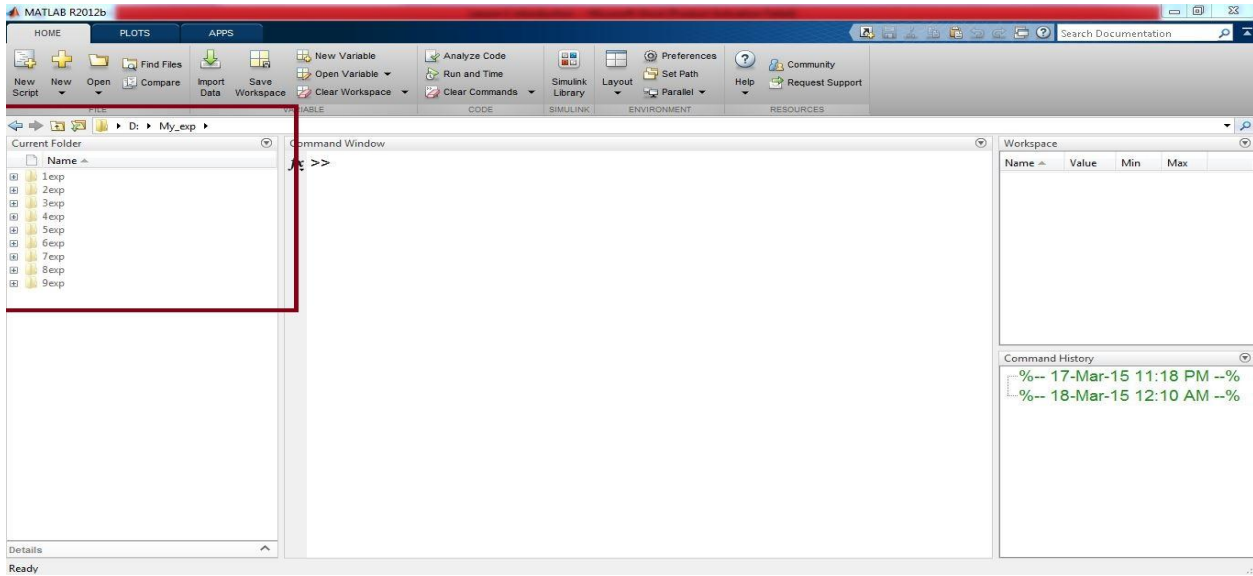 MATLAB R2012b
HOME PLOTS APPS
Search Documentation
New Script
New
Open
Find Files
Compare
Import Data
Save Workspace
New Variable
Open Variable
Clear Workspace
Analyze Code
Run and Time
Clear Commands
Simulink Library
Layout
Preferences
Set Path
Parallel
Help
Community
Request Support
FILE VARIABLE CODE SIMULINK ENVIRONMENT RESOURCES
D: My_exp
Current Folder
Name
1exp
2exp
3exp
4exp
5exp
6exp
7exp
8exp
9exp
Details
Command Window
fx >>
Workspace
Name Value Min Max
Command History
%-- 17-Mar-15 11:18 PM --%
%-- 18-Mar-15 12:10 AM --%
Ready